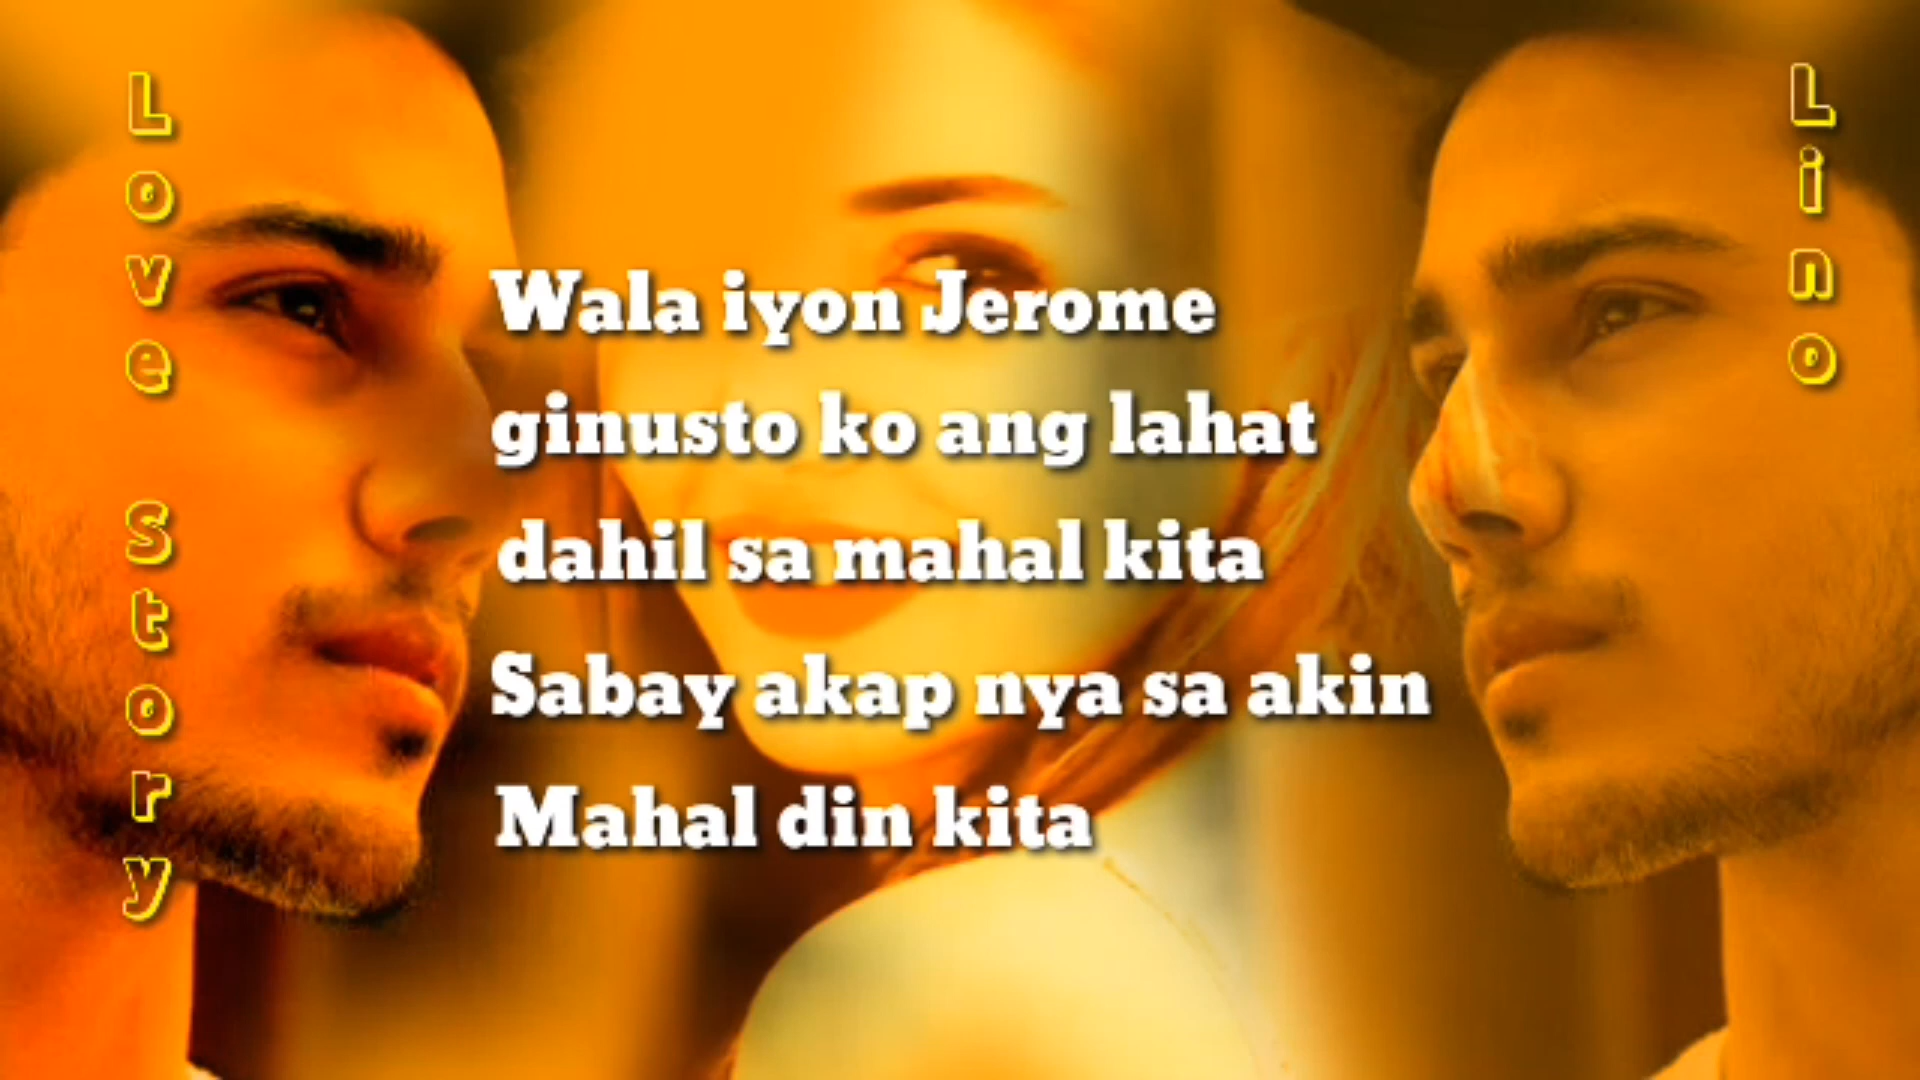 Love Story
Lino
Wala iyon Jerome
ginusto ko ang lahat
dahil sa mahal kita
Sabay akap nya sa akin
Mahal din kita